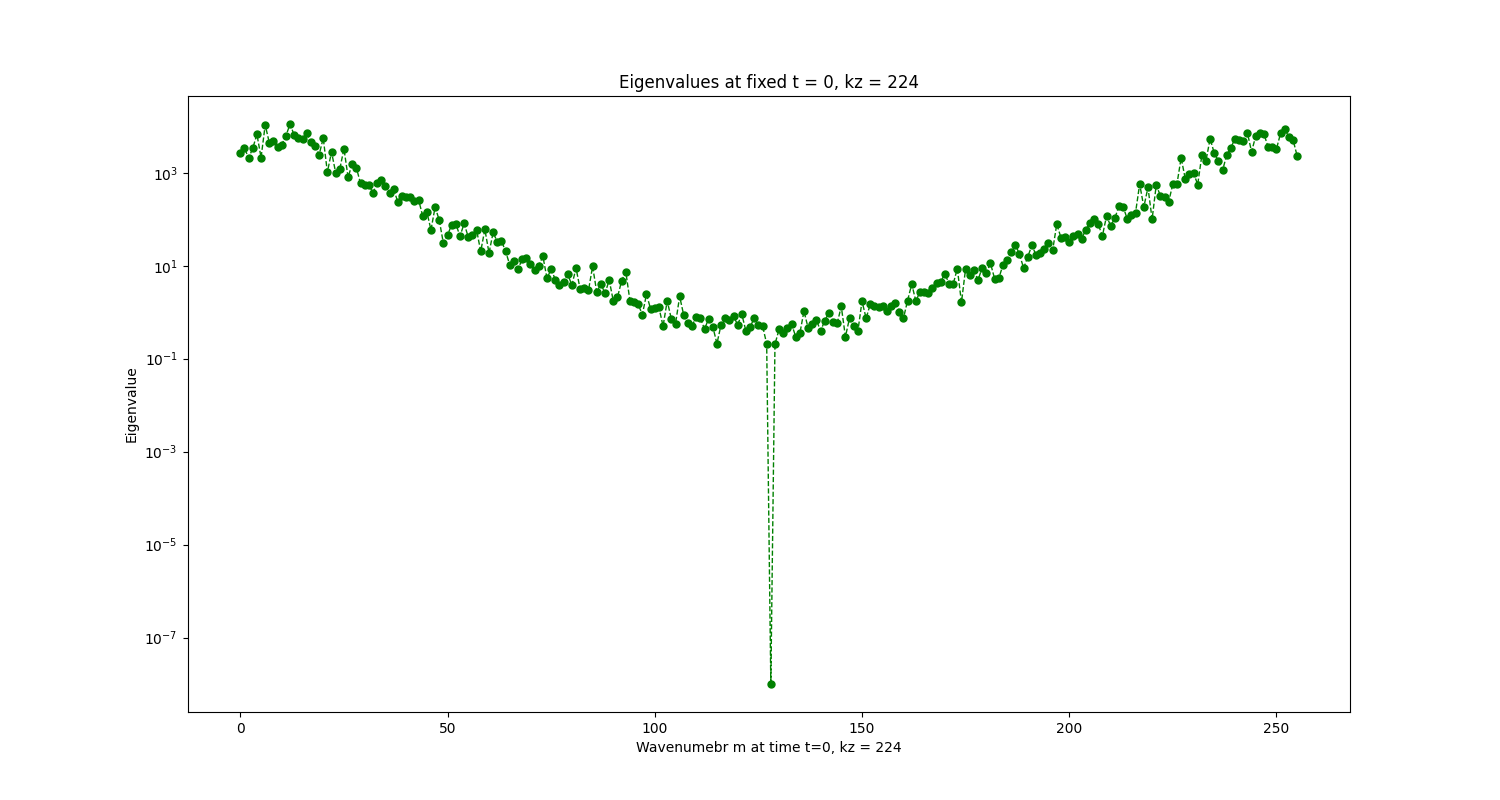 Eigenvalues at fixed t = 0, kz = 224
Eigenvalue
10^3
10^1
10^−1
10^−3
10^−5
10^−7
0 50 100 150 200 250
Wavenumebr m at time t=0, kz = 224